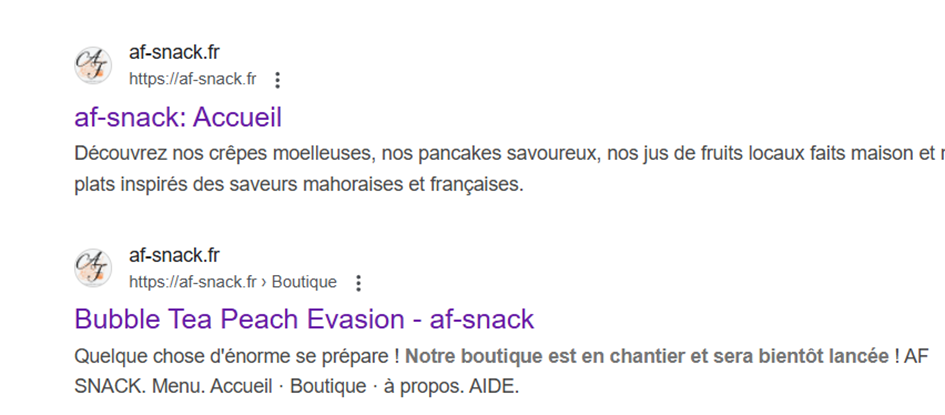 af-snack.fr
https://af-snack.fr
af-snack: Accueil
Découvrez nos crêpes moelleuses, nos pancakes savoureux, nos jus de fruits locaux faits maison et
plats inspirés des saveurs mahoraises et françaises.
af-snack.fr
https://af-snack.fr › Boutique
Bubble Tea Peach Evasion - af-snack
Quelque chose d'énorme se prépare ! Notre boutique est en chantier et sera bientôt lancée ! AF
SNACK. Menu. Accueil · Boutique · à propos. AIDE.